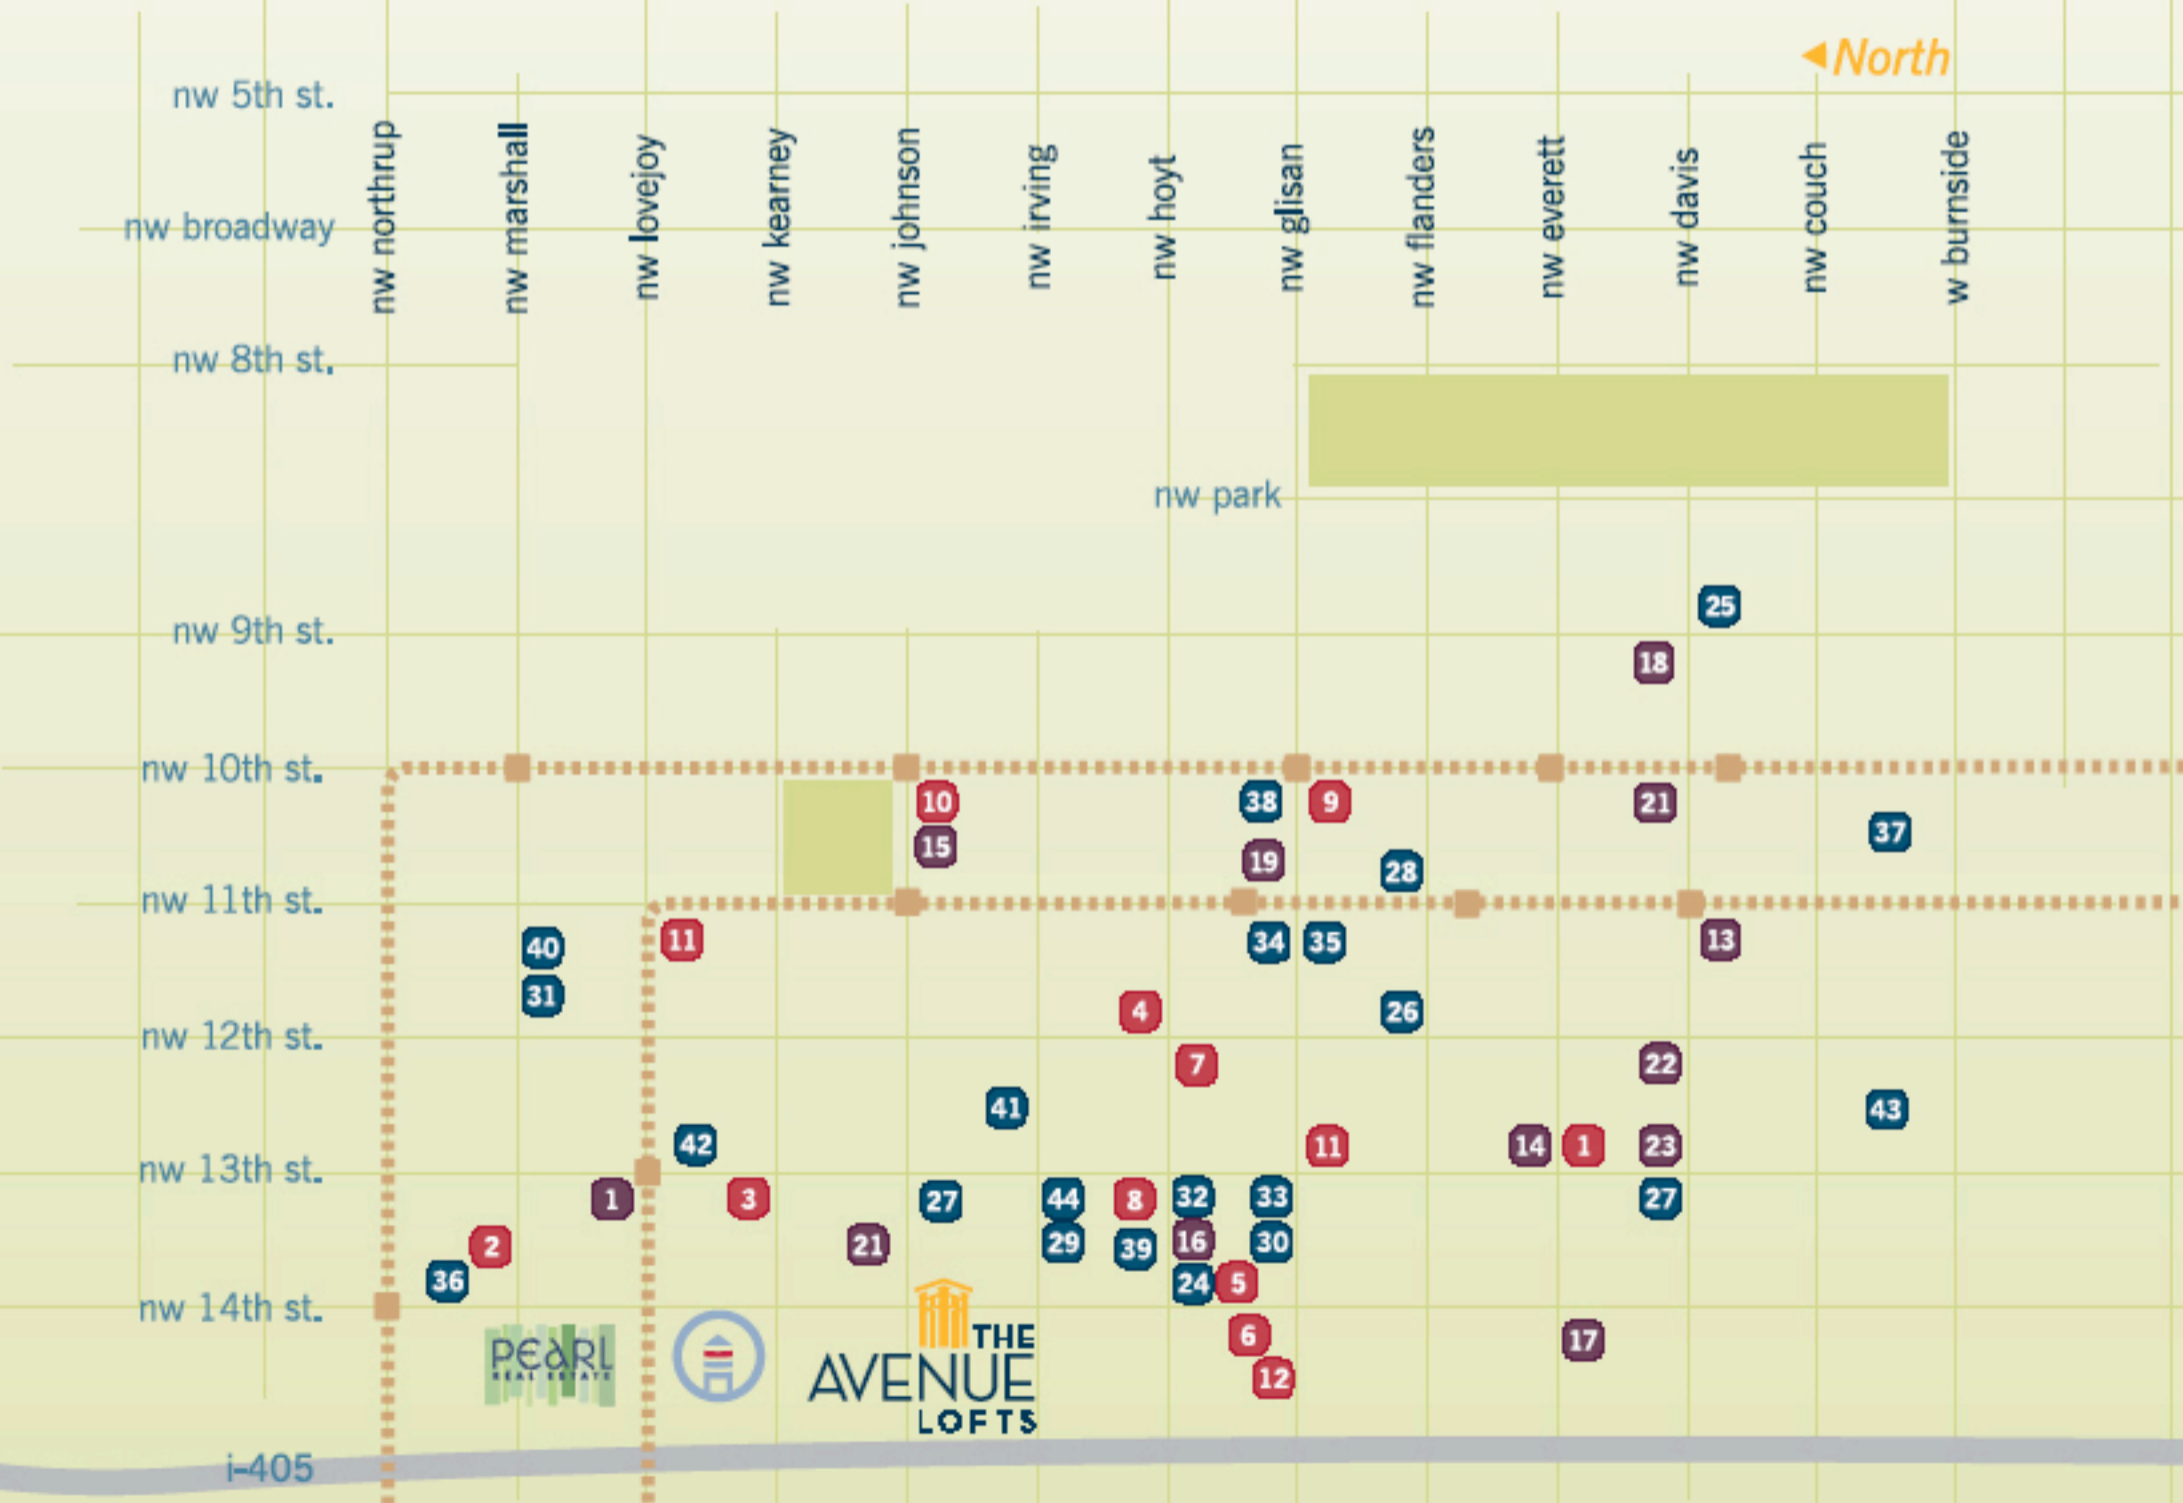 North
nw 5th st.
nw northrup
nw marshall
nw lovejoy
nw kearney
nw johnson
nw irving
nw hoyt
nw glisan
nw flanders
nw everett
nw davis
nw couch
w burnside
nw broadway
nw 8th st.
nw park
25
nw 9th st.
18
nw 10th st.
10
38
9
21
37
15
19
28
nw 11th st.
40
11
34
35
13
31
4
26
nw 12th st.
7
22
41
43
42
11
14
1
23
nw 13th st.
1
3
27
44
8
32
33
27
2
21
29
39
16
30
36
24
5
nw 14th st.
6
17
THE
PEARL
REAL ESTATE
AVENUE
12
LOFTS
i-405